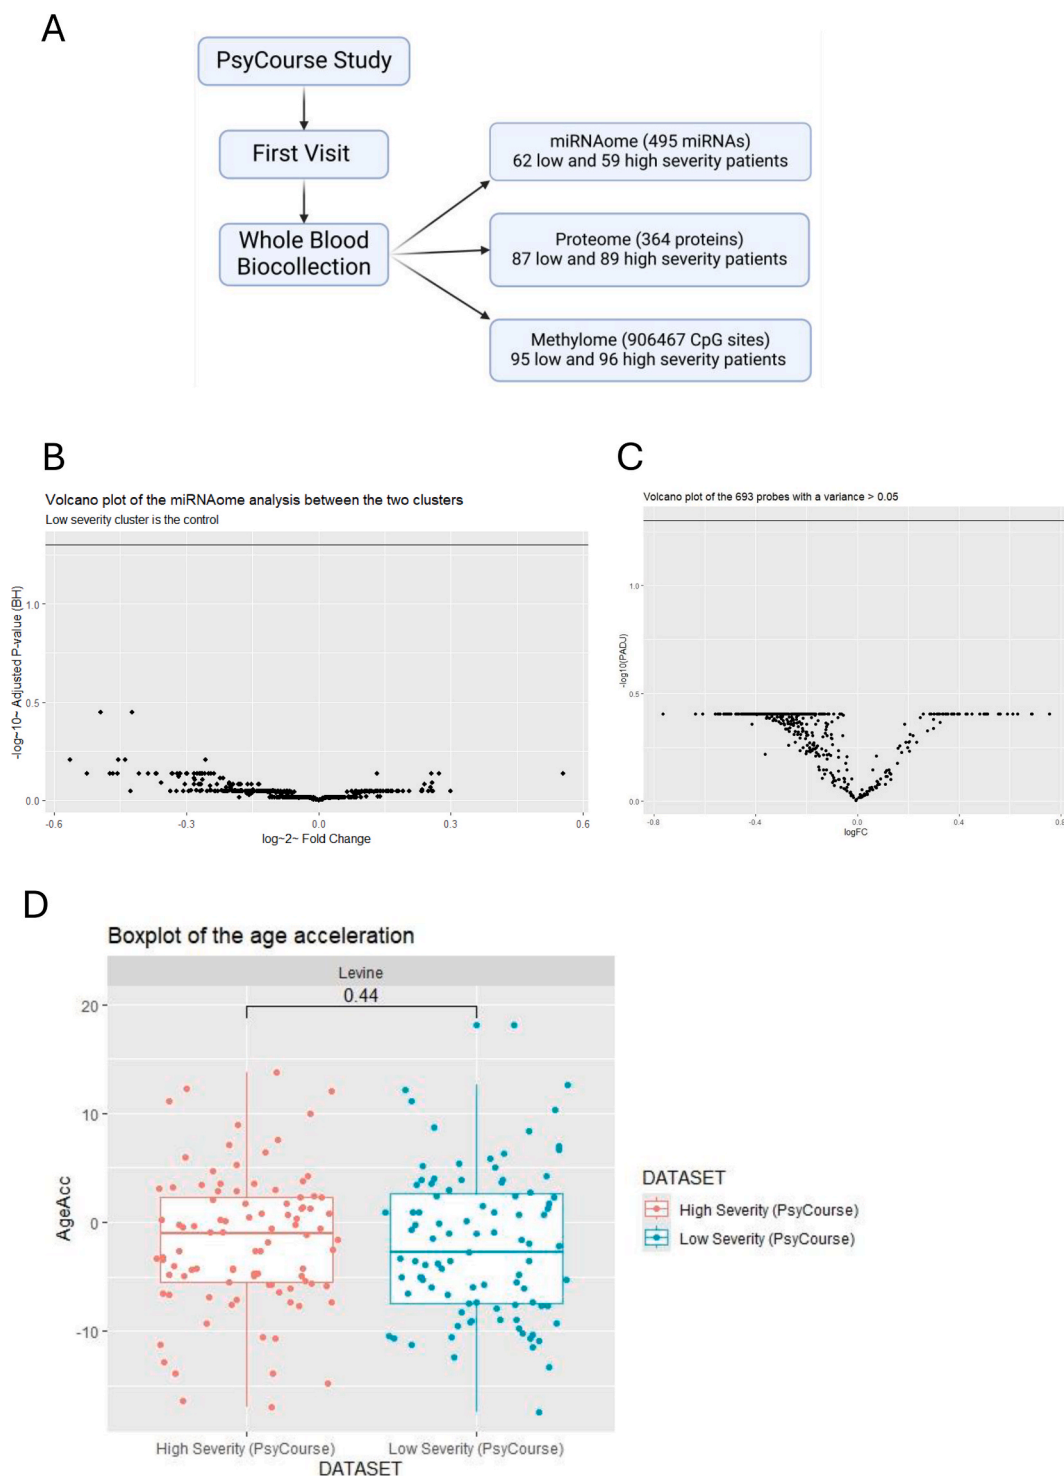 A
PsyCourse Study
First Visit
Whole Blood
Biocollection
miRNAome (495 miRNAs)
62 low and 59 high severity patients
Proteome (364 proteins)
87 low and 89 high severity patients
Methylome (906467 CpG sites)
95 low and 96 high severity patients
B
Volcano plot of the miRNAome analysis between the two clusters
Low severity cluster is the control
-log~10~ Adjusted P-value (BH)
1.0
0.5
0.0
-0.6
-0.3
0.0
0.3
0.6
log~2~ Fold Change
C
Volcano plot of the 693 probes with a variance > 0.05
-log10(PADJ)
1.0
0.5
0.0
-0.8
-0.4
0.0
0.4
0.8
logFC
D
Boxplot of the age acceleration
Levine
0.44
AgeAcc
20
10
0
-10
High Severity (PsyCourse)
Low Severity (PsyCourse)
DATASET
DATASET
High Severity (PsyCourse)
Low Severity (PsyCourse)